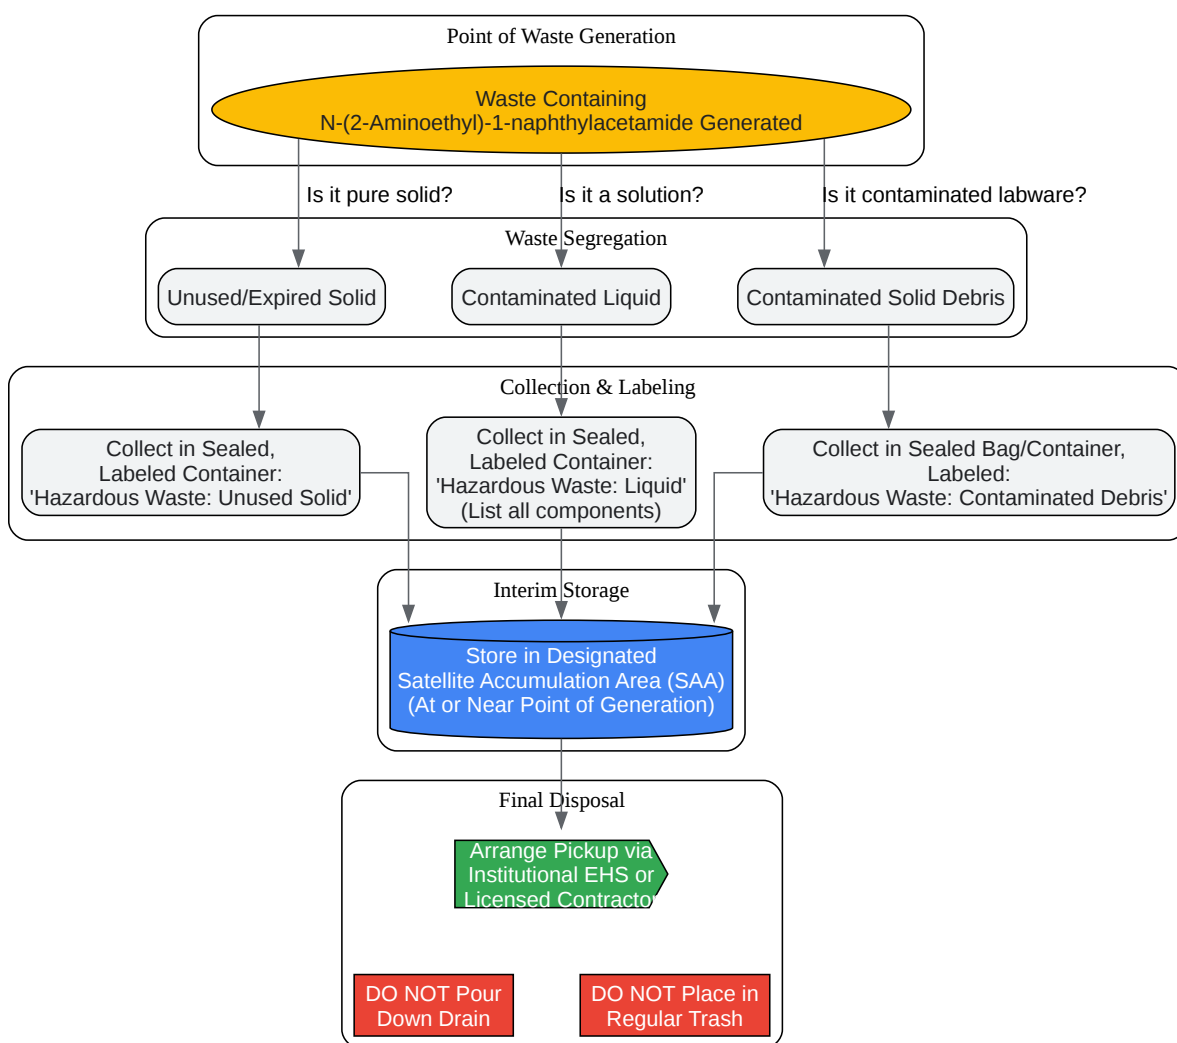 Point of Waste Generation
Waste Containing
N-(2-Aminoethyl)-1-naphthylacetamide Generated
Is it pure solid?
Is it a solution?
Is it contaminated labware?
Waste Segregation
Unused/Expired Solid
Contaminated Liquid
Contaminated Solid Debris
Collection & Labeling
Collect in Sealed,
Labeled Container:
'Hazardous Waste: Unused Solid'
Collect in Sealed,
Labeled Container:
'Hazardous Waste: Liquid'
(List all components)
Collect in Sealed Bag/Container,
Labeled:
'Hazardous Waste: Contaminated Debris'
Interim Storage
Store in Designated
Satellite Accumulation Area (SAA)
(At or Near Point of Generation)
Final Disposal
Arrange Pickup via
Institutional EHS or
Licensed Contractor
DO NOT Pour
Down Drain
DO NOT Place in
Regular Trash